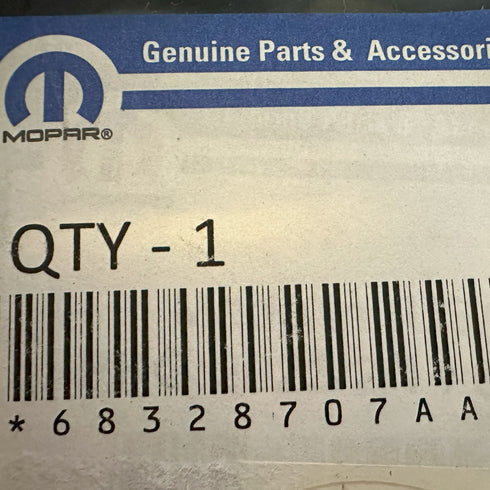 Genuine Parts & Accessori
MOPAR®
QTY - 1
*68328707AA